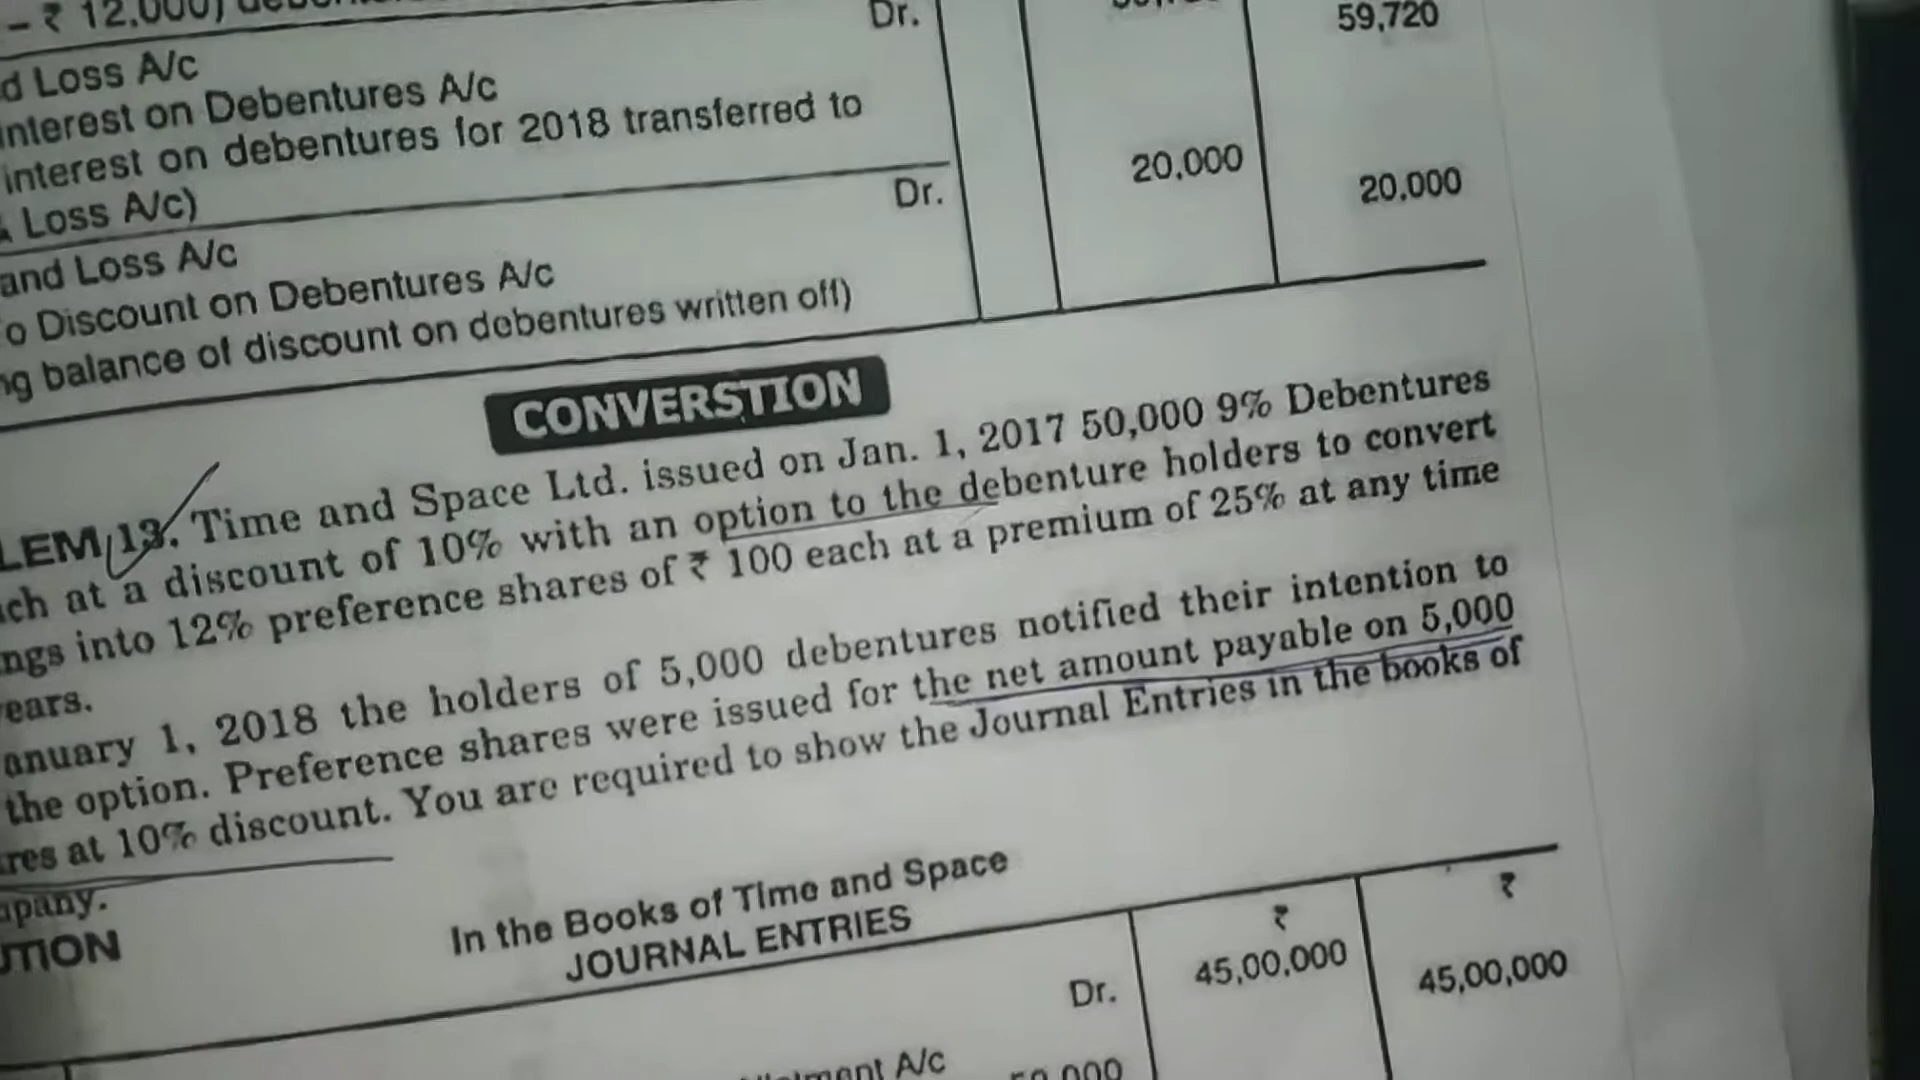 - ₹ 12,000)
Dr.
59,720
d Loss A/c
nterest on Debentures A/c
interest on debentures for 2018 transferred to
Loss A/c)
20,000
20,000
Dr.
and Loss A/c
o Discount on Debentures A/c
ng balance of discount on debentures written off)
CONVERSTION
LEM 13. Time and Space Ltd. issued on Jan. 1, 2017 50,000 9% Debentures
ch at a discount of 10% with an option to the debenture holders to convert
ngs into 12% preference shares of ₹ 100 each at a premium of 25% at any time
ears.
anuary 1, 2018 the holders of 5,000 debentures notified their intention to
the option. Preference shares were issued for the net amount payable on 5,000
res at 10% discount. You are required to show the Journal Entries in the books of
mpany.
UTION
In the Books of Time and Space
JOURNAL ENTRIES
₹
₹
Dr.
45,00,000
45,00,000
A/c